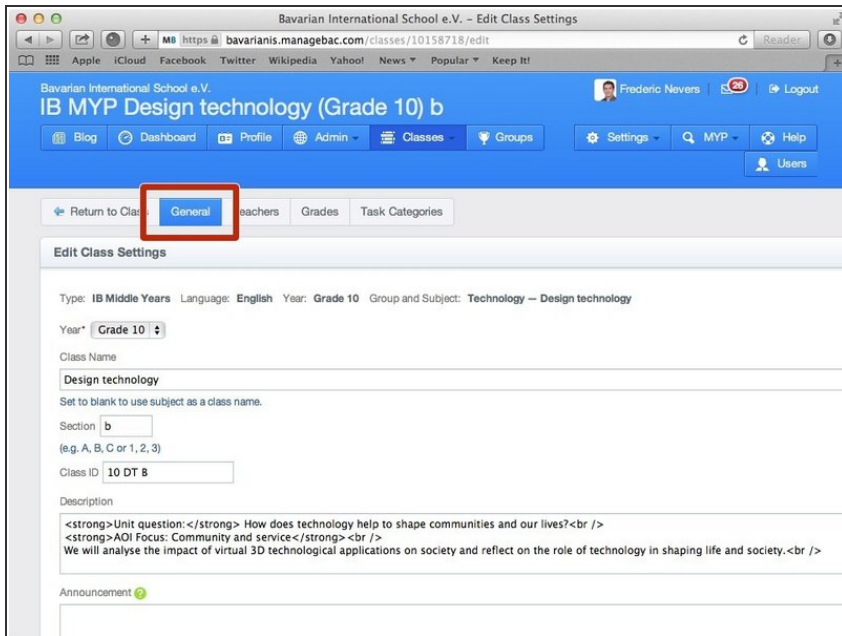 Bavarian International School e.V. – Edit Class Settings
MB https bavarianis.managebac.com/classes/10158718/edit Reader
Apple iCloud Facebook Twitter Wikipedia Yahoo! News Popular Keep It!
Bavarian International School e.V.
Frederic Nevers 26 Logout
IB MYP Design technology (Grade 10) b
Blog Dashboard Profile Admin Classes Groups Settings MYP Help
Users
Return to Clas General eachers Grades Task Categories
Edit Class Settings
Type: IB Middle Years Language: English Year: Grade 10 Group and Subject: Technology — Design technology
Year* Grade 10
Class Name
Design technology
Set to blank to use subject as a class name.
Section b
(e.g. A, B, C or 1, 2, 3)
Class ID 10 DT B
Description
<strong>Unit question:</strong> How does technology help to shape communities and our lives?<br />
<strong>AOI Focus: Community and service</strong><br />
We will analyse the impact of virtual 3D technological applications on society and reflect on the role of technology in shaping life and society.<br />
Announcement ?